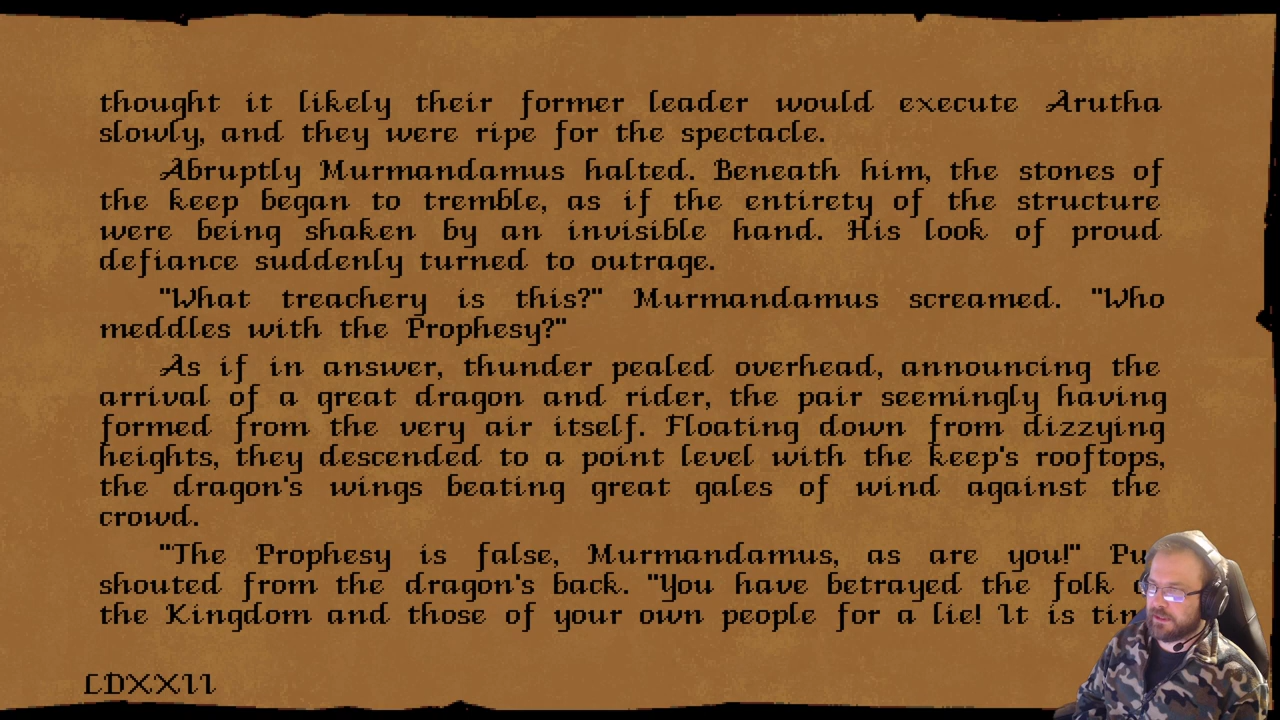 thought it likely their former leader would execute Arutha
slowly, and they were ripe for the spectacle.
Abruptly Murmandamus halted. Beneath him, the stones of
the keep began to tremble, as if the entirety of the structure
were being shaken by an invisible hand. His look of proud
defiance suddenly turned to outrage.
"What treachery is this?" Murmandamus screamed. "Who
meddles with the Prophesy?"
As if in answer, thunder pealed overhead, announcing the
arrival of a great dragon and rider, the pair seemingly having
formed from the very air itself. Floating down from dizzying
heights, they descended to a point level with the keep's rooftops,
the dragon's wings beating great gales of wind against the
crowd.
"The Prophesy is false, Murmandamus, as are you!"
shouted from the dragon's back. "You have betrayed the folk
the Kingdom and those of your own people for a lie! It is
LDXXII